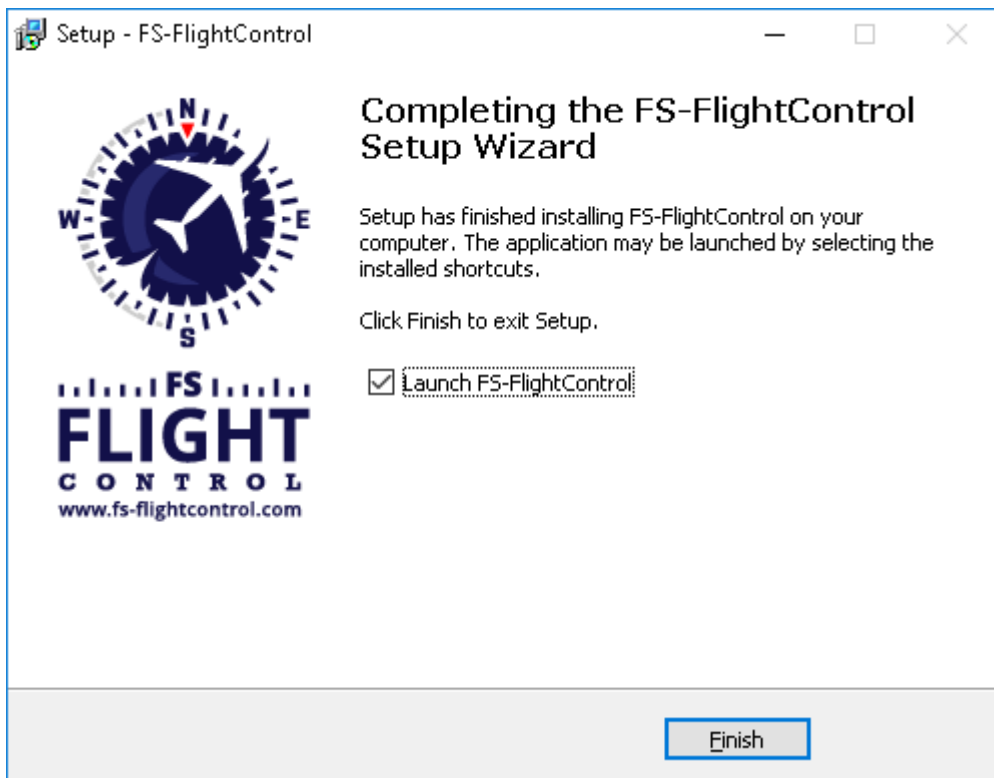 Setup - FS-FlightControl
N
W
E
S
FS
FLIGHT
CONTROL
www.fs-flightcontrol.com
Completing the FS-FlightControl
Setup Wizard
Setup has finished installing FS-FlightControl on your
computer. The application may be launched by selecting the
installed shortcuts.
Click Finish to exit Setup.
Launch FS-FlightControl
Finish